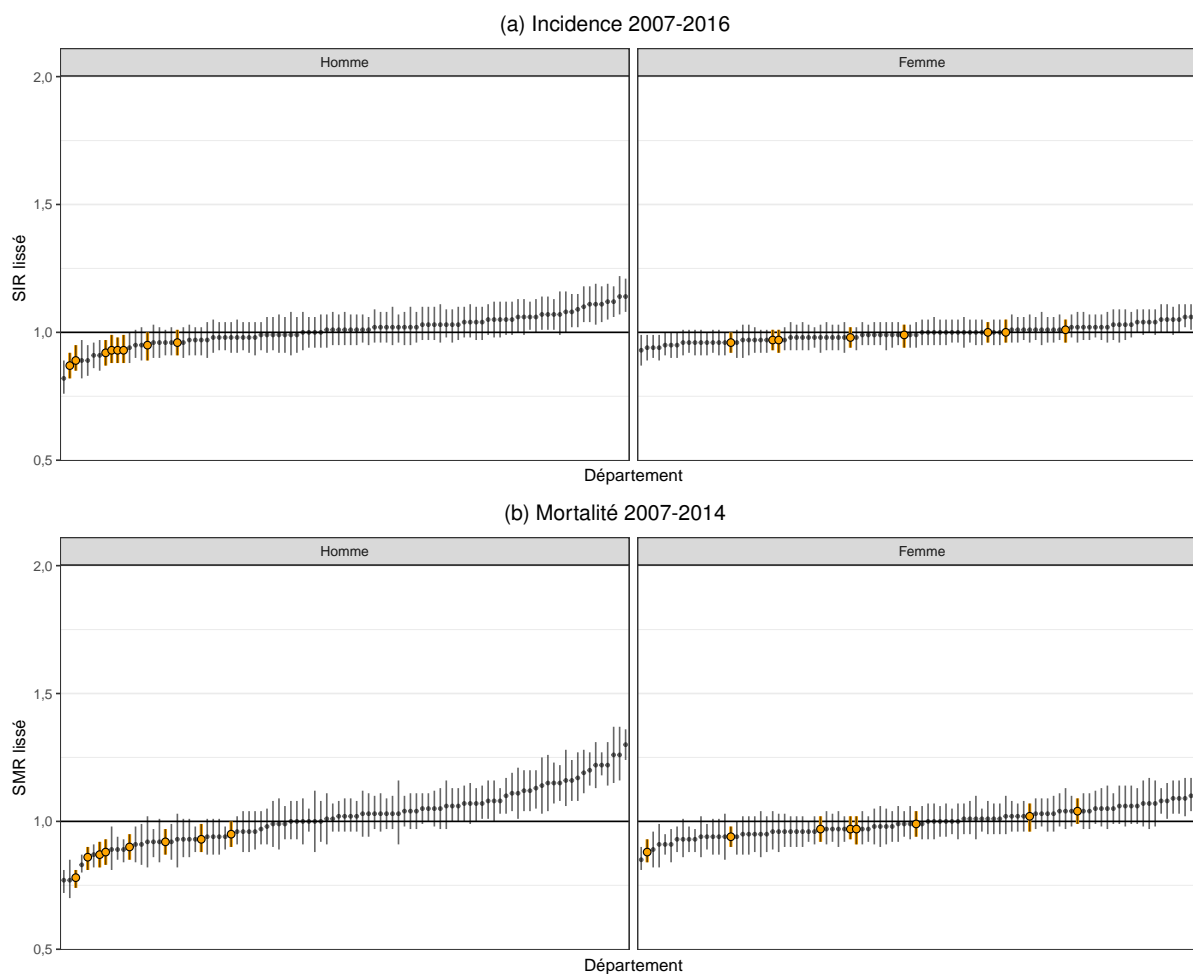 (a) Incidence 2007-2016
Homme
Femme
2,0
1,5
1,0
0,5
SIR lissé
Département
(b) Mortalité 2007-2014
Homme
Femme
2,0
1,5
1,0
0,5
SMR lissé
Département